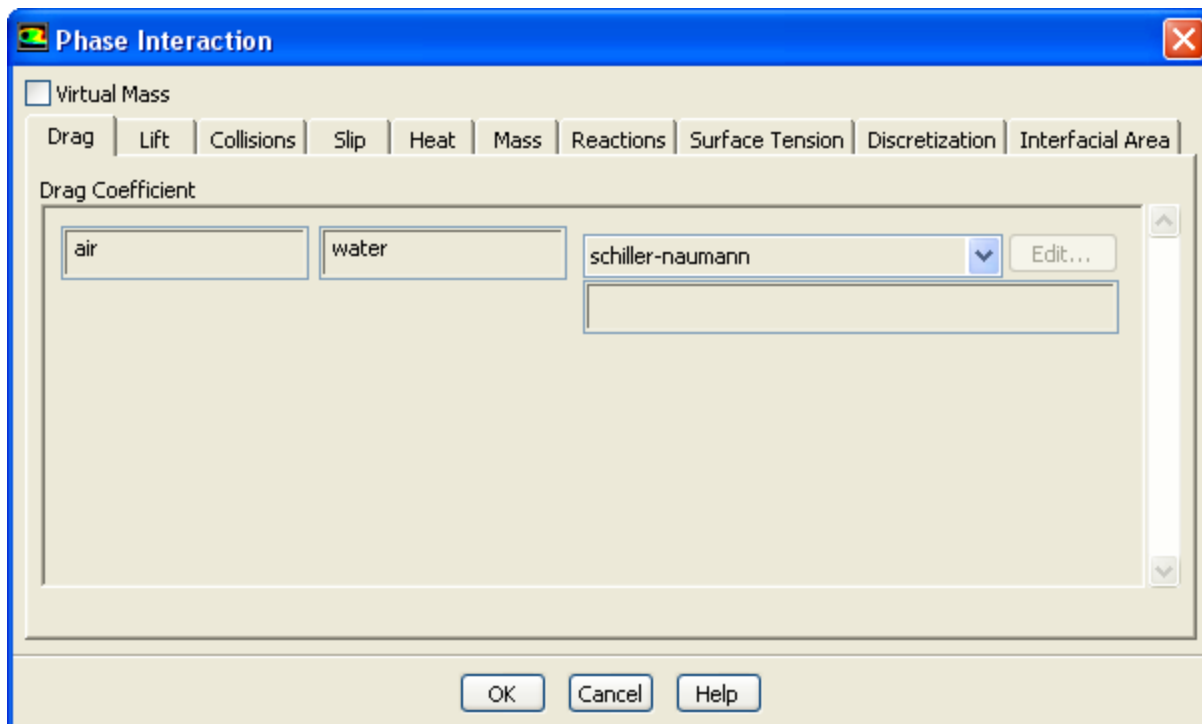 Phase Interaction
Virtual Mass
Drag Lift Collisions Slip Heat Mass Reactions Surface Tension Discretization Interfacial Area
Drag Coefficient
air water schiller-naumann Edit...
OK Cancel Help